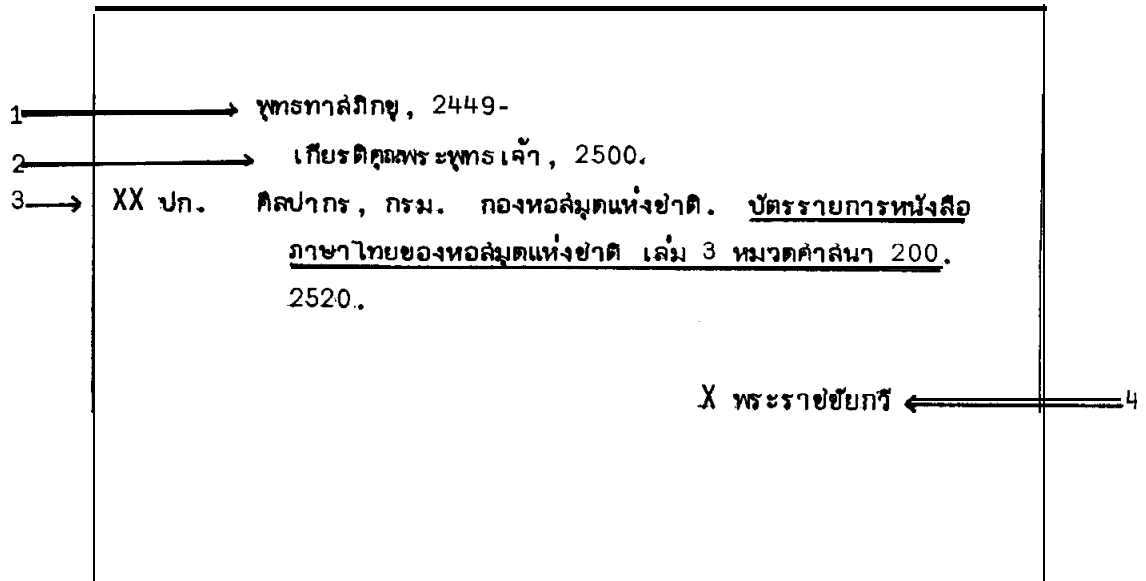 1 พุทธทาสภิกขุ, 2449-
2 เกียรติคุณพระพุทธเจ้า, 2500.
3 XX ปก. ศิลปากร, กรม. กองหอสมุดแห่งชาติ. บัตรรายการหนังสือ
ภาษาไทยของหอสมุดแห่งชาติ เล่ม 3 หมวดศาสนา 200.
2520.
X พระราชชัยกวี 4